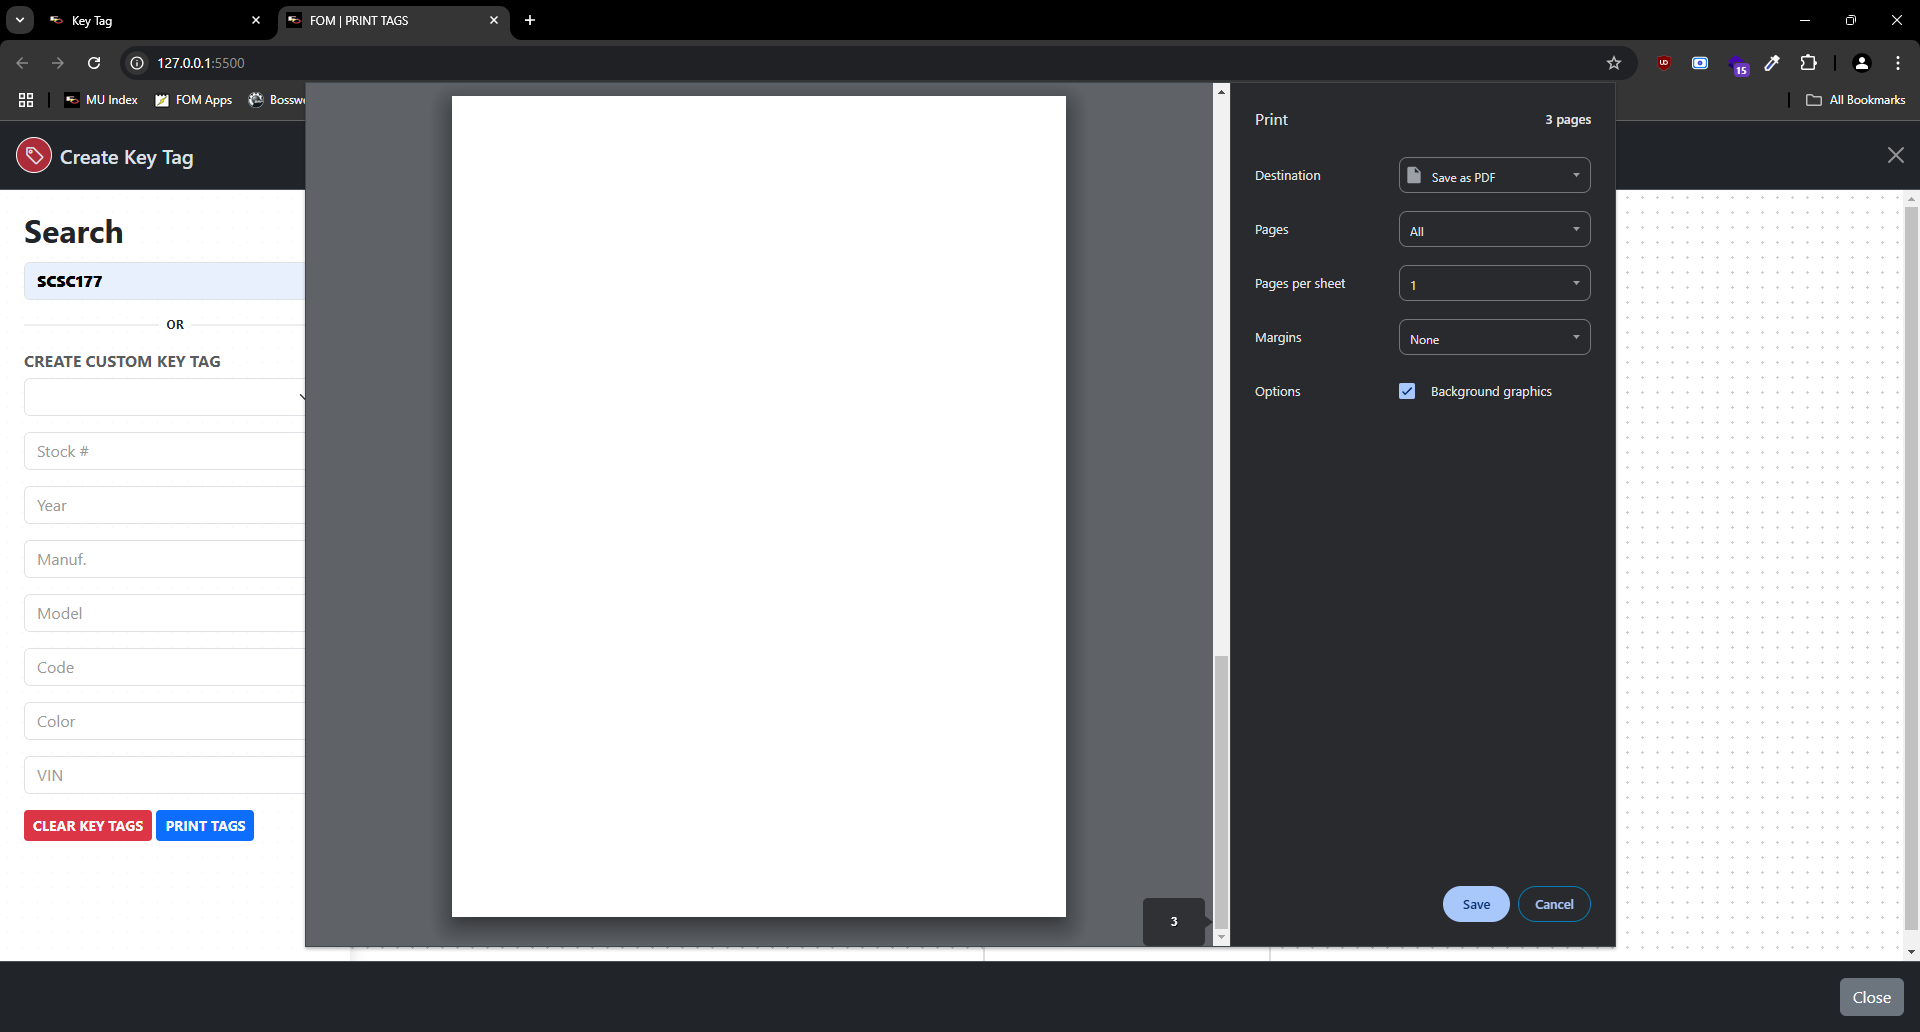 Key Tag
FOM | PRINT TAGS
127.0.0.1:5500
15
MU Index
FOM Apps
Bosswe
All Bookmarks
Create Key Tag
Search
SCSC177
OR
CREATE CUSTOM KEY TAG
Stock #
Year
Manuf.
Model
Code
Color
VIN
CLEAR KEY TAGS
PRINT TAGS
3
Print
3 pages
Destination
Save as PDF
Pages
All
Pages per sheet
1
Margins
None
Options
Background graphics
Save
Cancel
Close